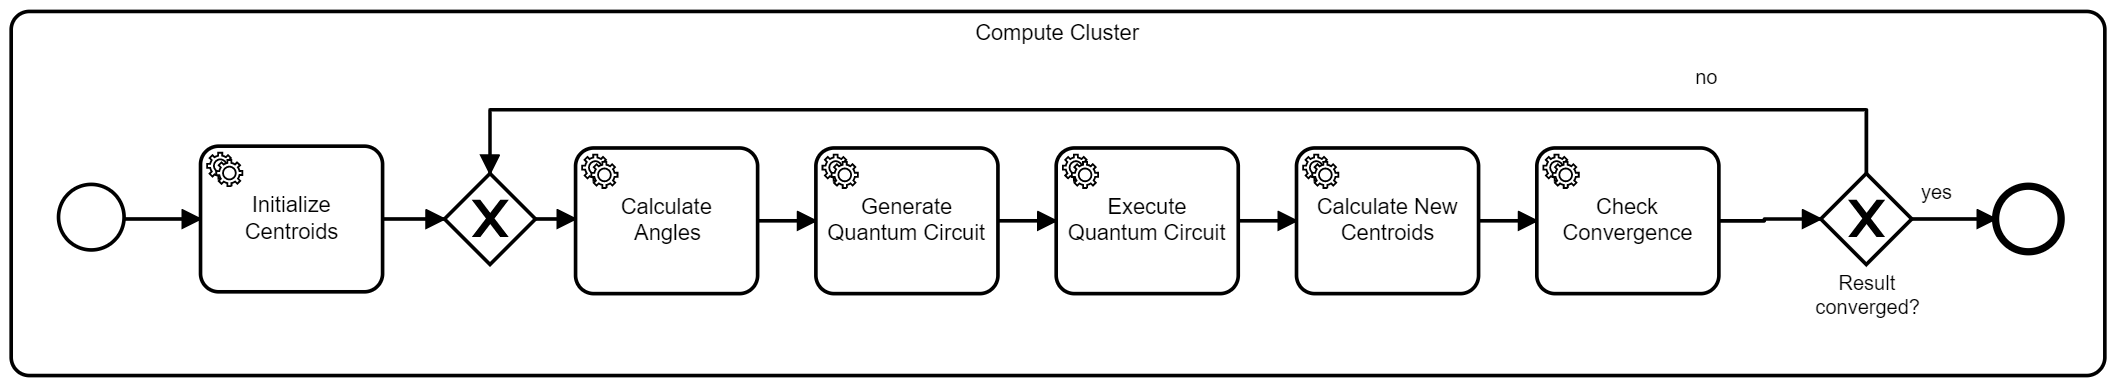 Compute Cluster
no
Initialize
Centroids
X
Calculate
Angles
Generate
Quantum Circuit
Execute
Quantum Circuit
Calculate New
Centroids
Check
Convergence
X
yes
Result
converged?